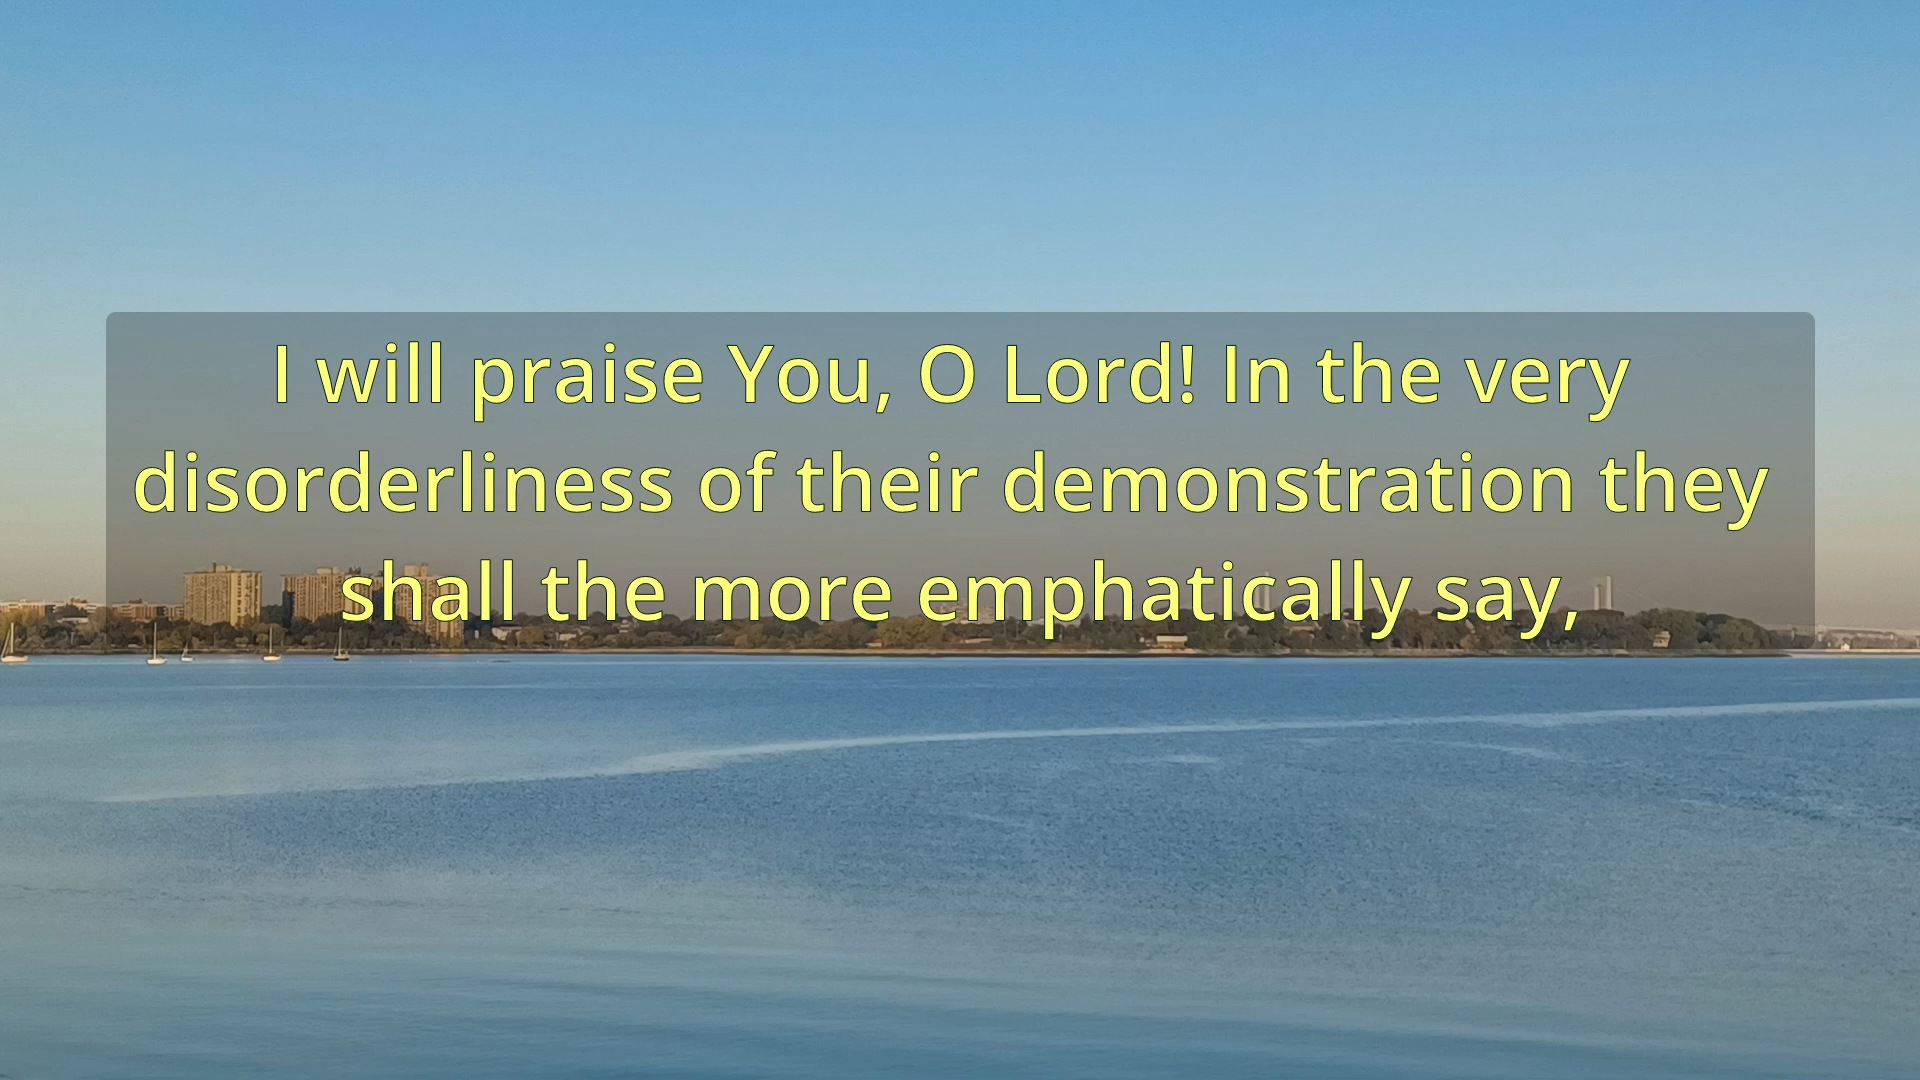 I will praise You, O Lord! In the very
disorderliness of their demonstration they
shall the more emphatically say,